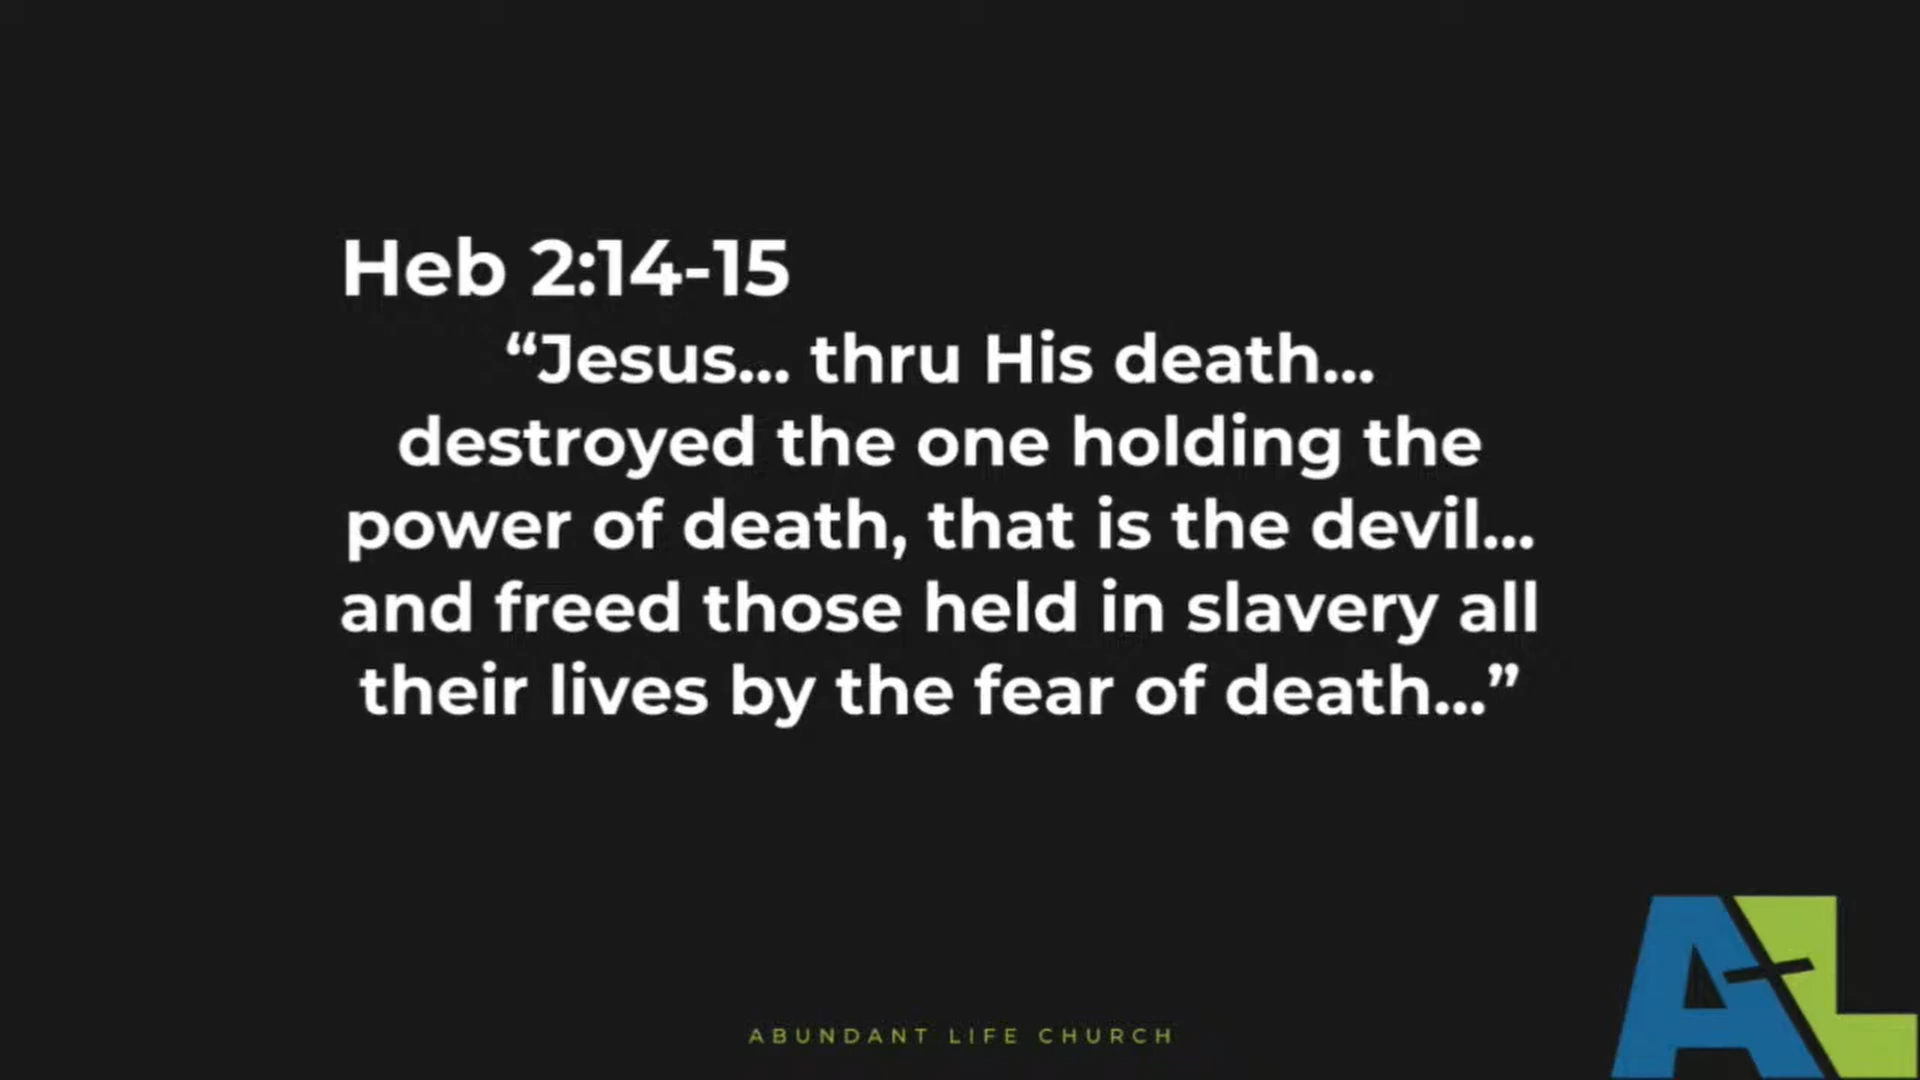 Heb 2:14-15
“Jesus... thru His death...
destroyed the one holding the
power of death, that is the devil...
and freed those held in slavery all
their lives by the fear of death...”
ABUNDANT LIFE CHURCH
AL